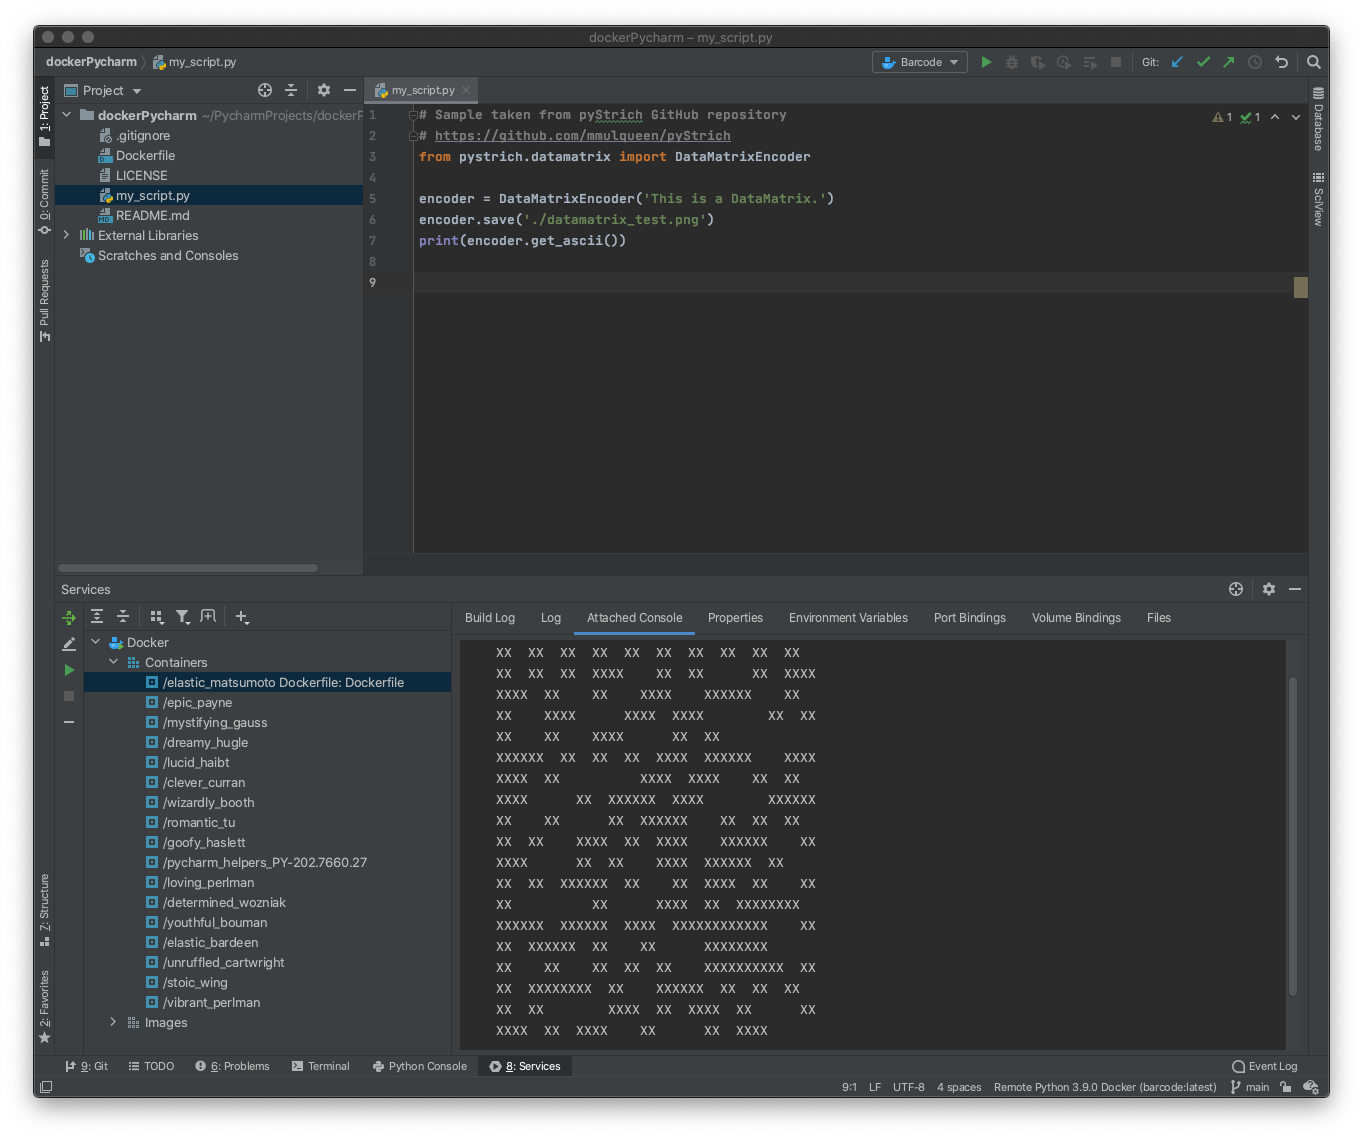 dockerPycharm – my_script.py
dockerPycharm
my_script.py
Barcode
Git:
1: Project
0: Commit
Pull Requests
7: Structure
2: Favorites
Project
dockerPycharm ~/PycharmProjects/dockerP
.gitignore
Dockerfile
LICENSE
my_script.py
README.md
External Libraries
Scratches and Consoles
my_script.py
1 # Sample taken from pyStrich GitHub repository
2 # https://github.com/mmulqueen/pyStrich
3 from pystrich.datamatrix import DataMatrixEncoder
4
5 encoder = DataMatrixEncoder('This is a DataMatrix.')
6 encoder.save('./datamatrix_test.png')
7 print(encoder.get_ascii())
8
9
1 1
Database
SciView
Services
Docker
Containers
/elastic_matsumoto Dockerfile: Dockerfile
/epic_payne
/mystifying_gauss
/dreamy_hugle
/lucid_haibt
/clever_curran
/wizardly_booth
/romantic_tu
/goofy_haslett
/pycharm_helpers_PY-202.7660.27
/loving_perlman
/determined_wozniak
/youthful_bouman
/elastic_bardeen
/unruffled_cartwright
/stoic_wing
/vibrant_perlman
Images
Build Log Log Attached Console Properties Environment Variables Port Bindings Volume Bindings Files
XX  XX  XX  XX  XX  XX  XX  XX  XX  XX
XX  XX  XX  XXXX    XX  XX      XX  XXXX
XXXX  XX    XX    XXXX    XXXXXX    XX
XX    XXXX      XXXX  XXXX        XX  XX
XX    XX    XXXX      XX  XX
XXXXXX  XX  XX  XX  XXXX  XXXXXX    XXXX
XXXX  XX          XXXX  XXXX    XX  XX
XXXX      XX  XXXXXX  XXXX        XXXXXX
XX    XX      XX  XXXXXX    XX  XX  XX
XX  XX    XXXX  XX  XXXX    XXXXXX    XX
XXXX      XX  XX    XXXX  XXXXXX  XX
XX  XX  XXXXXX  XX    XX  XXXX  XX    XX
XX          XX      XXXX  XX  XXXXXXXX
XXXXXX  XXXXXX  XXXX  XXXXXXXXXXXX    XX
XX  XXXXXX  XX    XX      XXXXXXXX
XX    XX    XX  XX  XX    XXXXXXXXXX  XX
XX  XXXXXXXX  XX    XXXXXX  XX  XX  XX
XX  XX        XXXX  XX  XXXX  XX      XX
XXXX  XX  XXXX    XX      XX  XXXX
9: Git TODO 6: Problems Terminal Python Console 8: Services Event Log
9:1 LF UTF-8 4 spaces Remote Python 3.9.0 Docker (barcode:latest) main